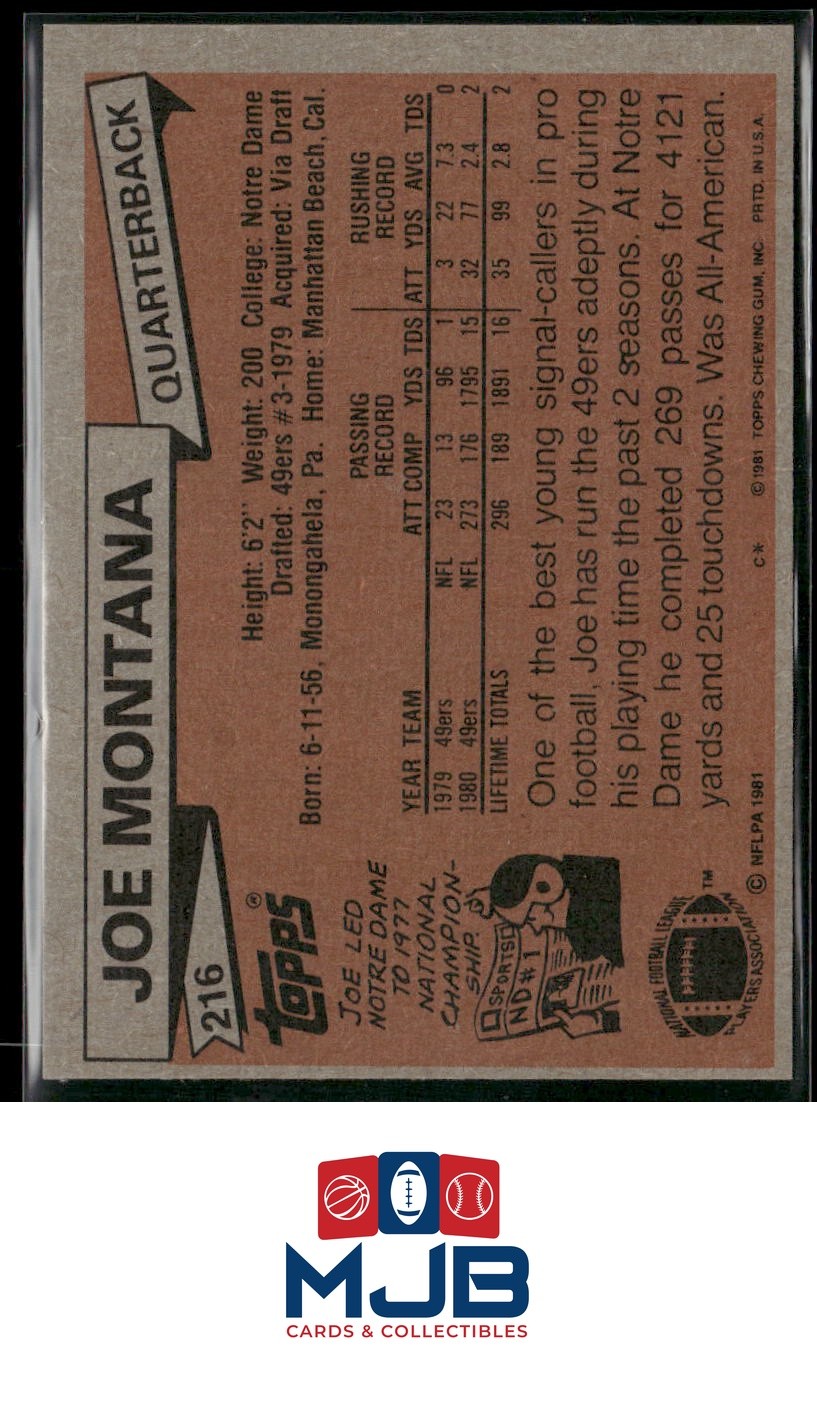 JOE MONTANA
QUARTERBACK
216
Height: 6'2'' Weight: 200 College: Notre Dame
Drafted: 49ers #3-1979 Acquired: Via Draft
Born: 6-11-56, Monongahela, Pa. Home: Manhattan Beach, Cal.
TOPPS®
JOE LED
NOTRE DAME
TO 1977
NATIONAL
CHAMPION-
SHIP.
SPORTS
ND #1
PASSING RECORD RUSHING RECORD
YEAR TEAM ATT COMP YDS TDS ATT YDS AVG TDS
1979 49ers NFL 23 13 96 1 3 22 7.3 0
1980 49ers NFL 273 176 1795 15 32 77 2.4 2
LIFETIME TOTALS 296 189 1891 16 35 99 2.8 2
One of the best young signal-callers in pro
football, Joe has run the 49ers adeptly during
his playing time the past 2 seasons. At Notre
Dame he completed 269 passes for 4121
yards and 25 touchdowns. Was All-American.
NATIONAL FOOTBALL LEAGUE
PLAYERS ASSOCIATION
TM
© NFLPA 1981 C* ©1981 TOPPS CHEWING GUM, INC. PRTD. IN U.S.A.
MJB
CARDS & COLLECTIBLES